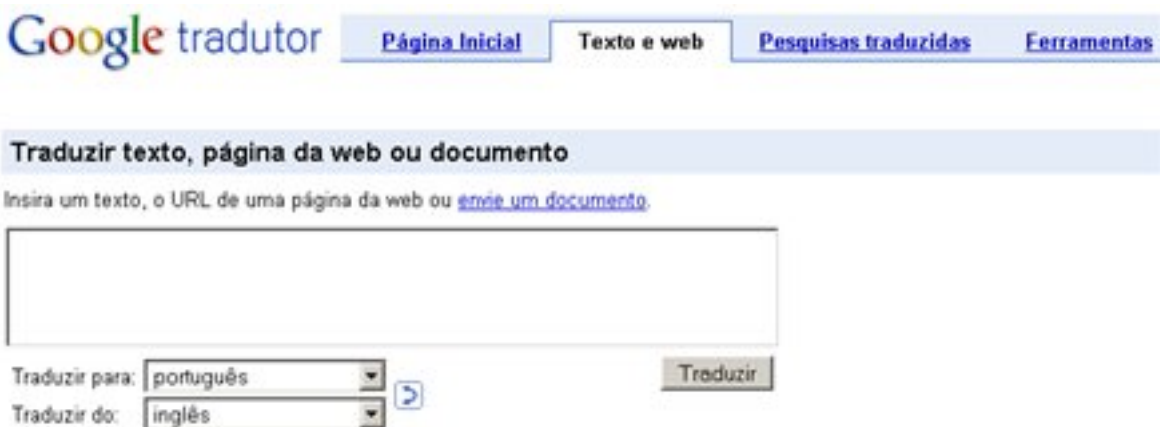 Google tradutor Página Inicial Texto e web Pesquisas traduzidas Ferramentas
Traduzir texto, página da web ou documento
Insira um texto, o URL de uma página da web ou envie um documento.
Traduzir para: português Traduzir
Traduzir do: inglês